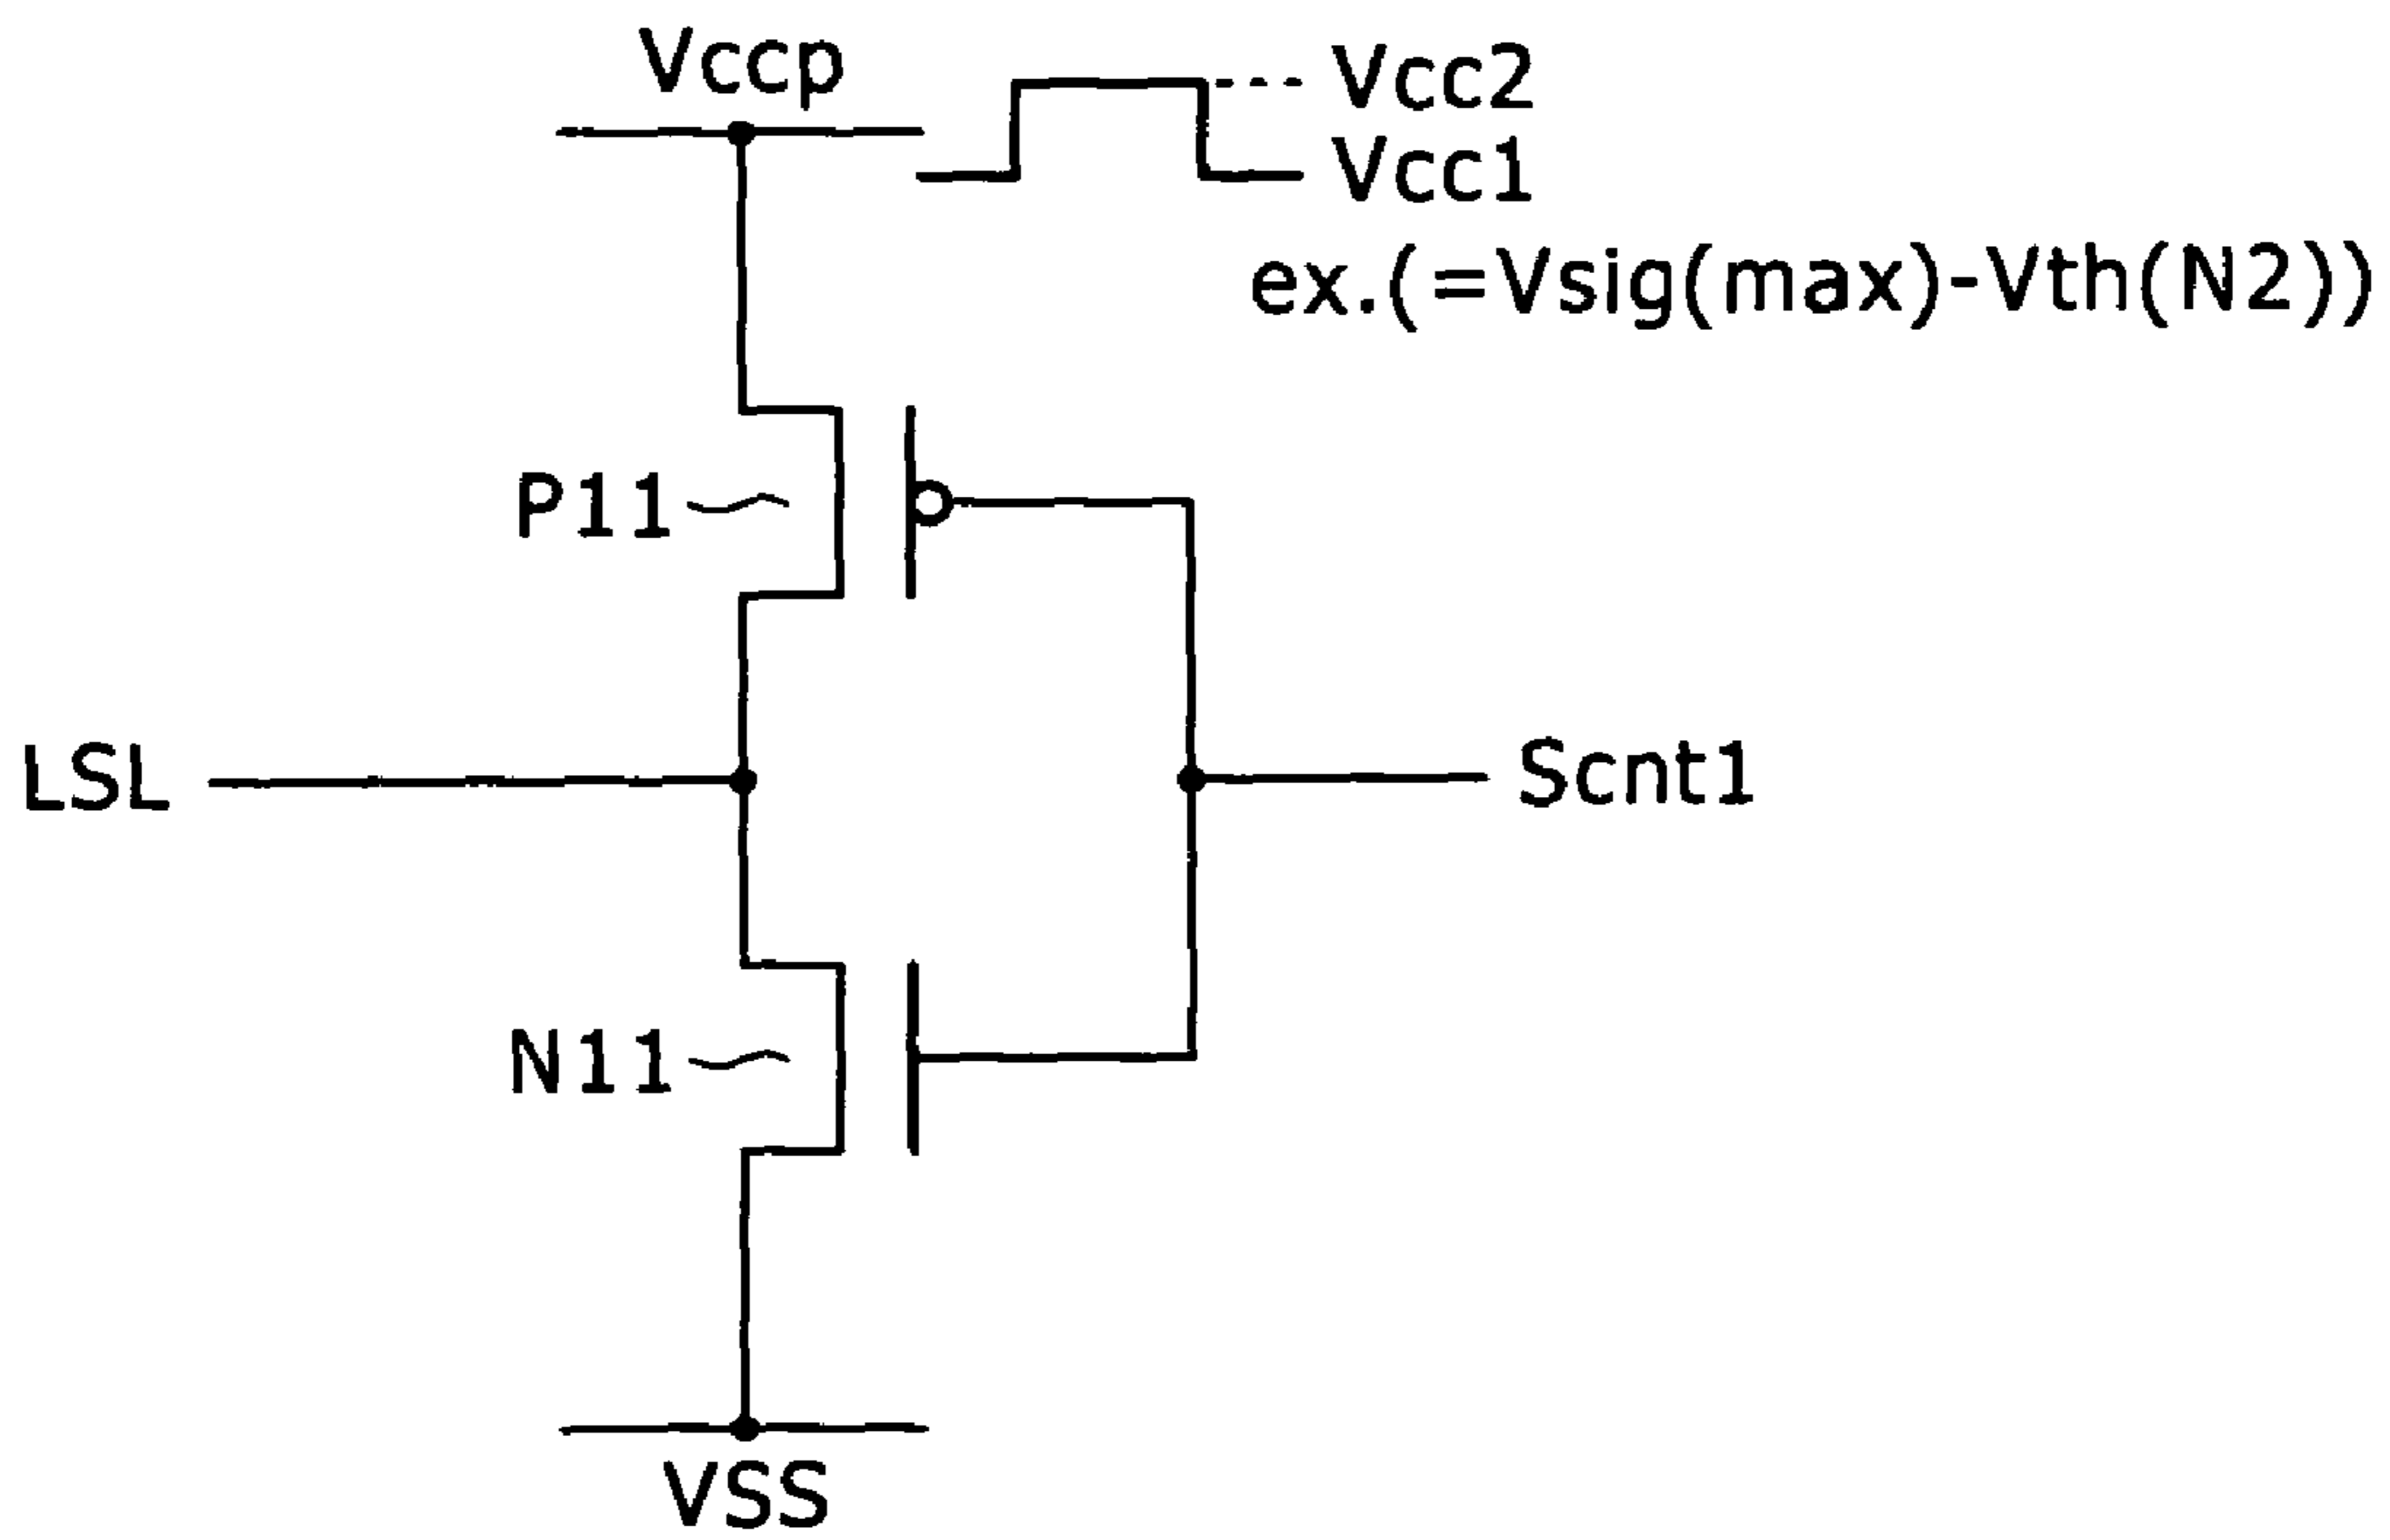 Vccp
Vcc2
Vcc1
ex.(=Vsig(max)-Vth(N2))
P11
LSL
Scnt1
N11
VSS